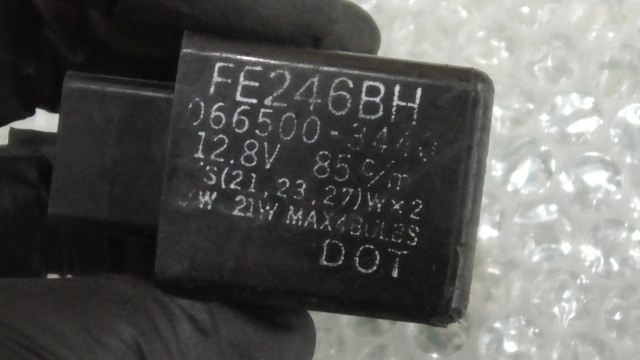 FE246BH
066500-3440
12.8V 85 c/m
S(21,23,27)W×2
W 21W MAX4BULBS
DOT